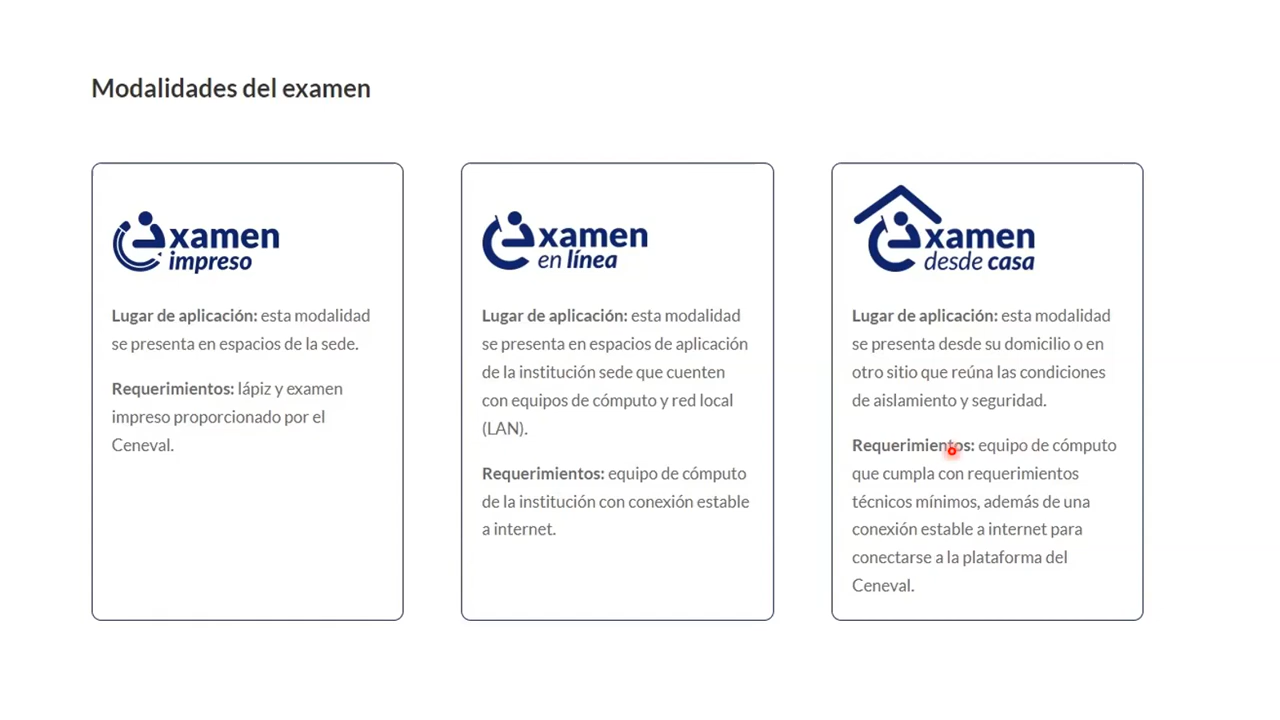 Modalidades del examen
examen
impreso
Lugar de aplicación: esta modalidad
se presenta en espacios de la sede.
Requerimientos: lápiz y examen
impreso proporcionado por el
Ceneval.
examen
en línea
Lugar de aplicación: esta modalidad
se presenta en espacios de aplicación
de la institución sede que cuenten
con equipos de cómputo y red local
(LAN).
Requerimientos: equipo de cómputo
de la institución con conexión estable
a internet.
examen
desde casa
Lugar de aplicación: esta modalidad
se presenta desde su domicilio o en
otro sitio que reúna las condiciones
de aislamiento y seguridad.
Requerimientos: equipo de cómputo
que cumpla con requerimientos
técnicos mínimos, además de una
conexión estable a internet para
conectarse a la plataforma del
Ceneval.